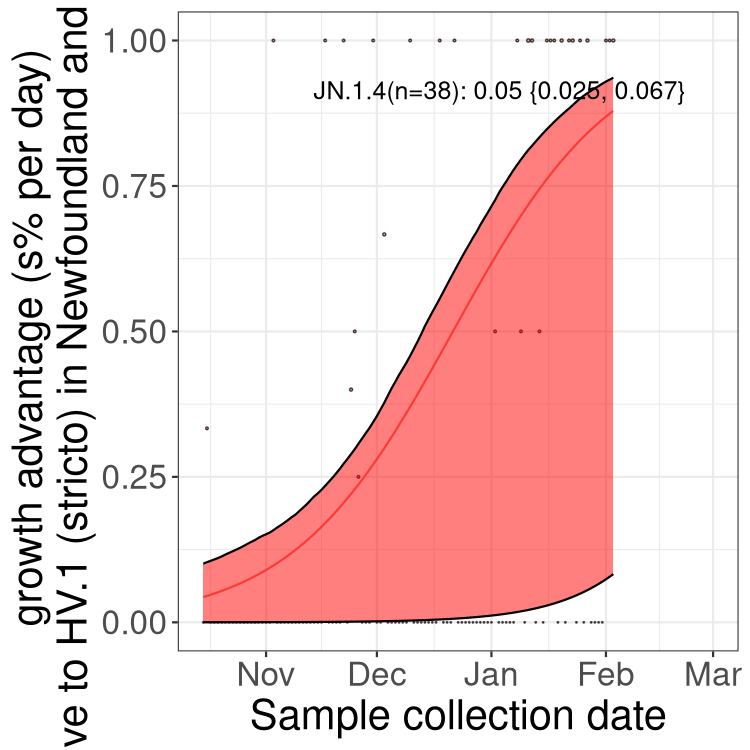 growth advantage (s% per day)
ve to HV.1 (stricto) in Newfoundland and
1.00
0.75
0.50
0.25
0.00
JN.1.4(n=38): 0.05 {0.025, 0.067}
Nov Dec Jan Feb Mar
Sample collection date